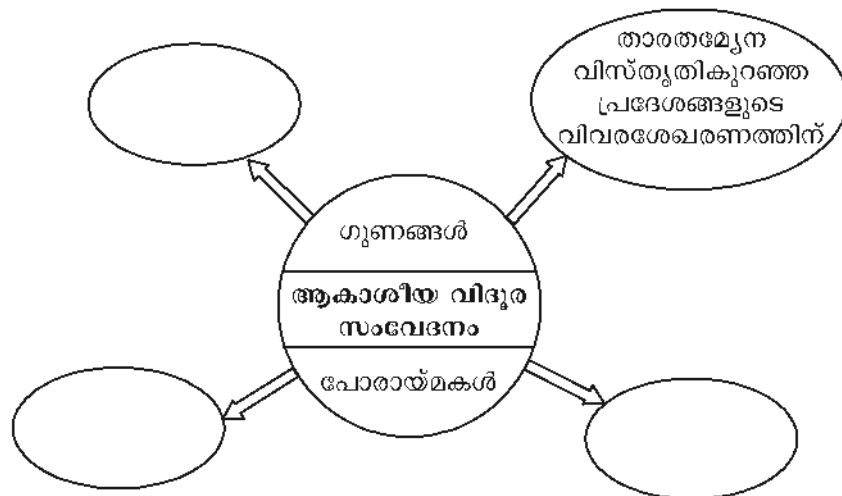 താരതമ്യേന
വിസ്തൃതികുറഞ്ഞ
പ്രദേശങ്ങളുടെ
വിവരശേഖരണത്തിന്
ഗുണങ്ങൾ
ആകാശീയ വിദൂര
സംവേദനം
പോരായ്മകൾ